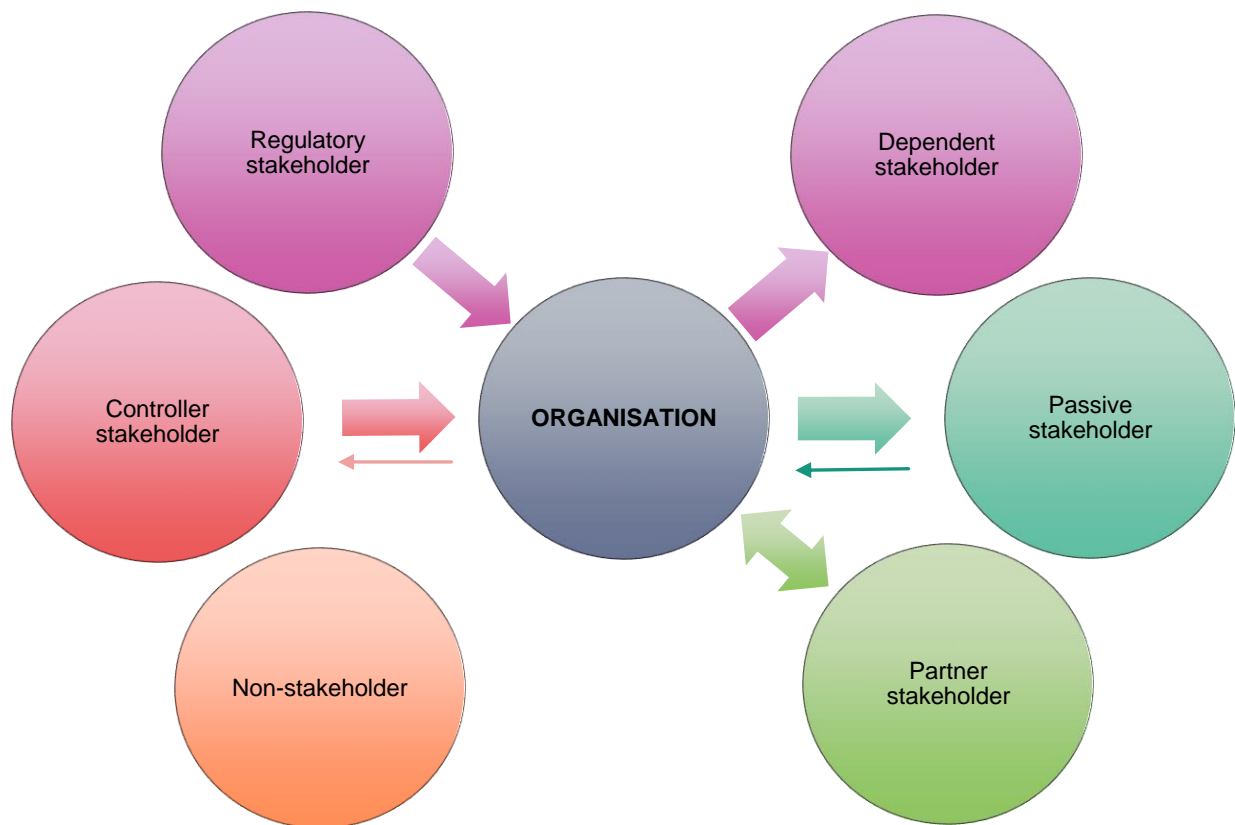 Regulatory
stakeholder
Dependent
stakeholder
Controller
stakeholder
ORGANISATION
Passive
stakeholder
Non-stakeholder
Partner
stakeholder